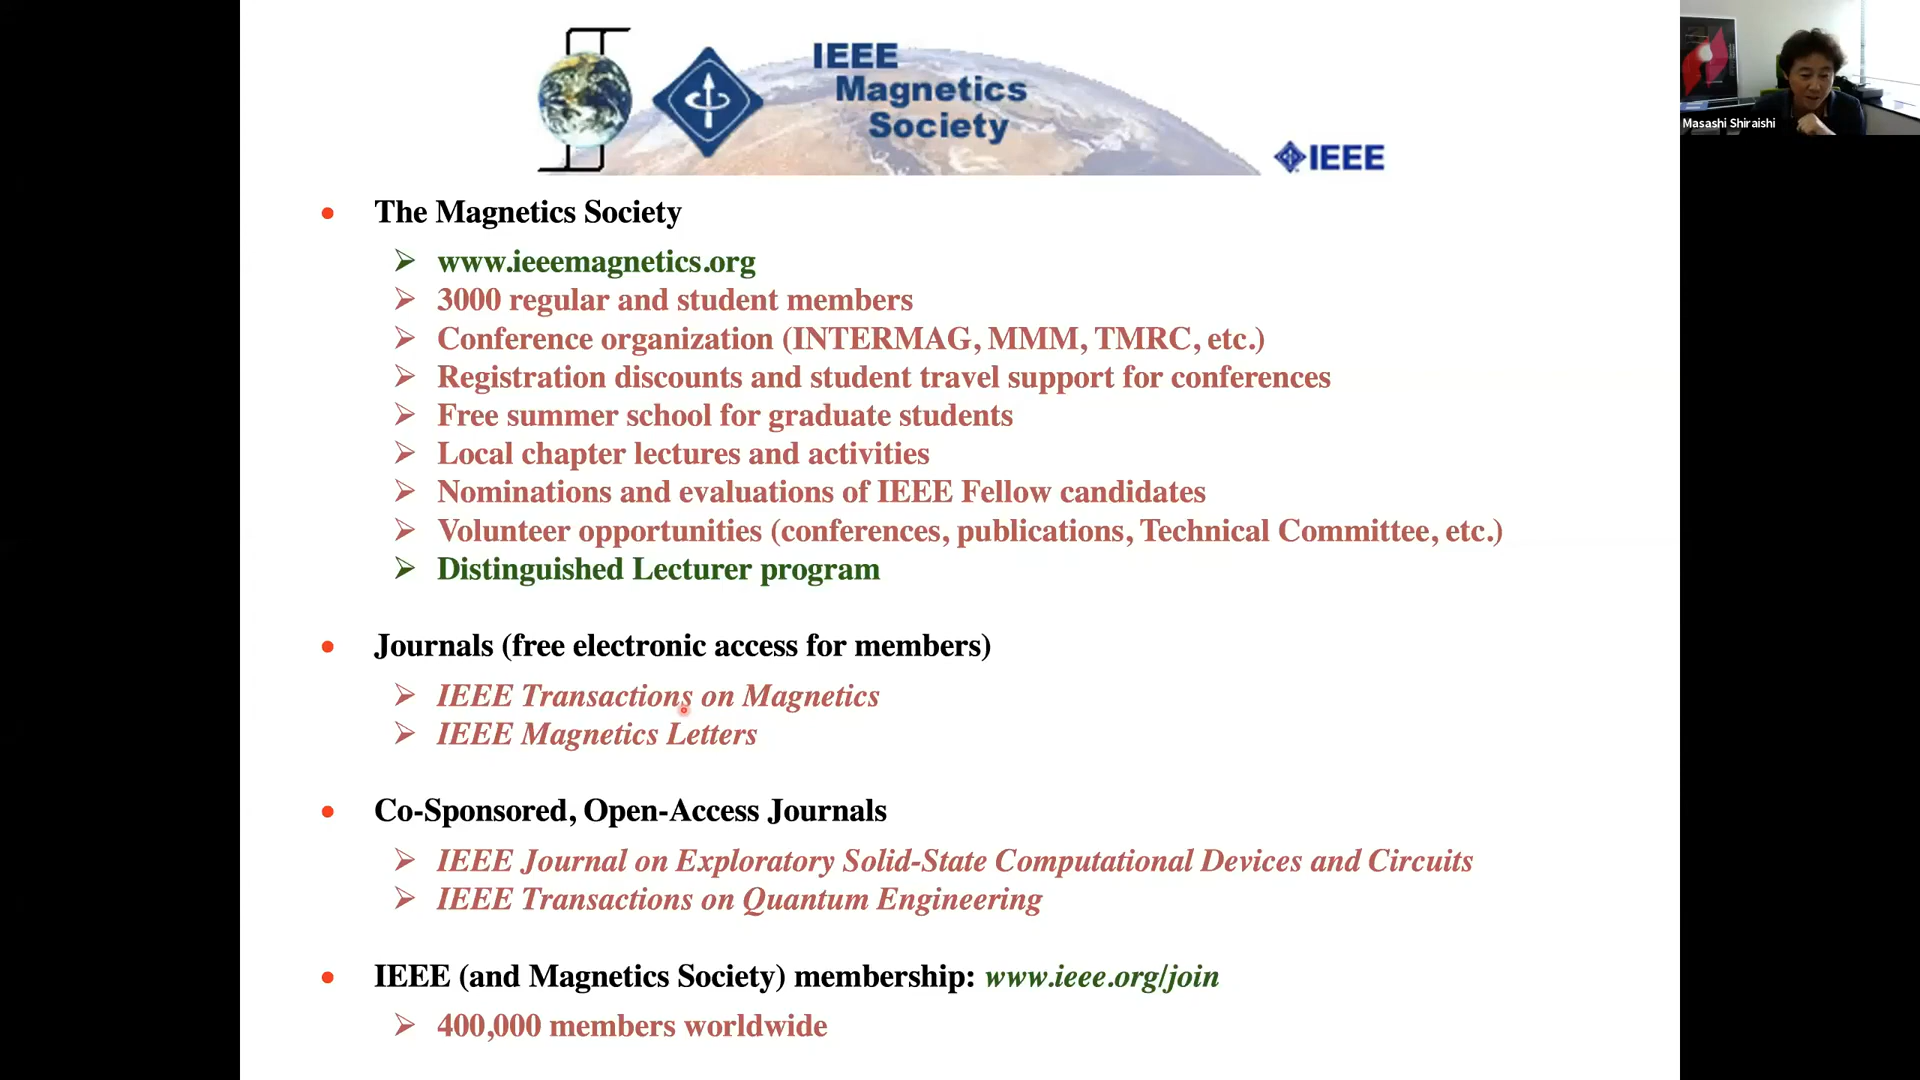 IEEE
Magnetics
Society
IEEE
Masashi Shiraishi
• The Magnetics Society
➢ www.ieeemagnetics.org
➢ 3000 regular and student members
➢ Conference organization (INTERMAG, MMM, TMRC, etc.)
➢ Registration discounts and student travel support for conferences
➢ Free summer school for graduate students
➢ Local chapter lectures and activities
➢ Nominations and evaluations of IEEE Fellow candidates
➢ Volunteer opportunities (conferences, publications, Technical Committee, etc.)
➢ Distinguished Lecturer program
• Journals (free electronic access for members)
➢ IEEE Transactions on Magnetics
➢ IEEE Magnetics Letters
• Co-Sponsored, Open-Access Journals
➢ IEEE Journal on Exploratory Solid-State Computational Devices and Circuits
➢ IEEE Transactions on Quantum Engineering
• IEEE (and Magnetics Society) membership: www.ieee.org/join
➢ 400,000 members worldwide